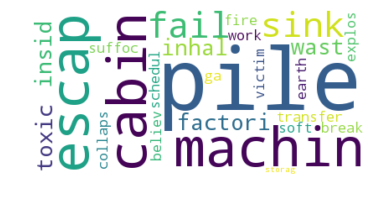 pile
machin
cabin
escap
fail
sink
inhal
wast
factori
toxic
insid
suffoc
fire
work
explos
victim
earth
ga
schedul
believ
collaps
transfer
soft
break
storag